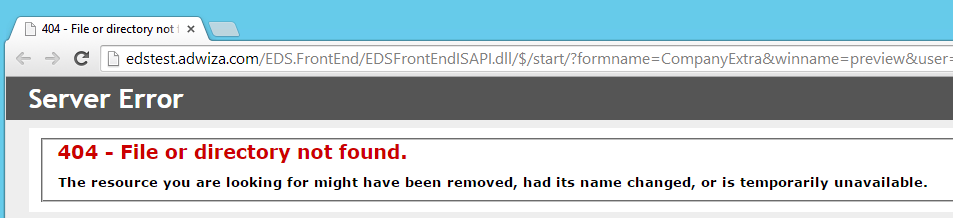 404 - File or directory not
edstest.adwiza.com/EDS.FrontEnd/EDSFrontEndISAPI.dll/$/start/?formname=CompanyExtra&winname=preview&user=
Server Error
404 - File or directory not found.
The resource you are looking for might have been removed, had its name changed, or is temporarily unavailable.